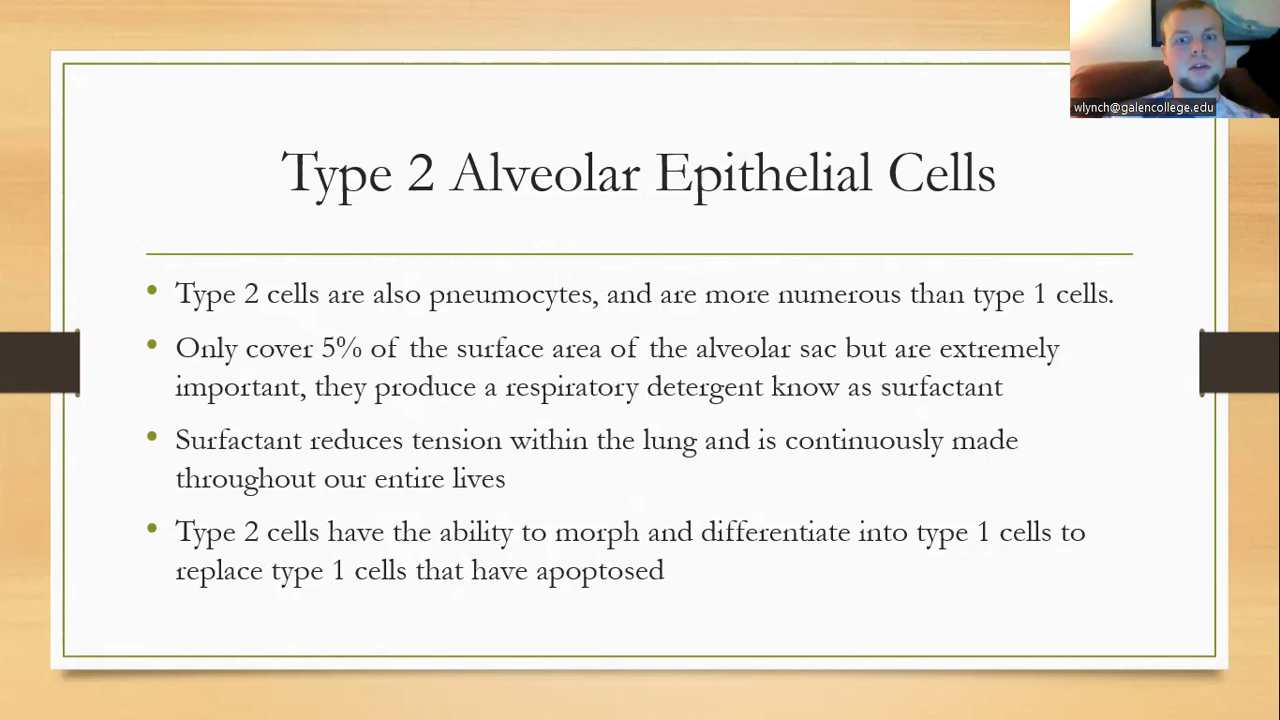 wlynch@galencollege.edu
Type 2 Alveolar Epithelial Cells
• Type 2 cells are also pneumocytes, and are more numerous than type 1 cells.
• Only cover 5% of the surface area of the alveolar sac but are extremely
important, they produce a respiratory detergent know as surfactant
• Surfactant reduces tension within the lung and is continuously made
throughout our entire lives
• Type 2 cells have the ability to morph and differentiate into type 1 cells to
replace type 1 cells that have apoptosed